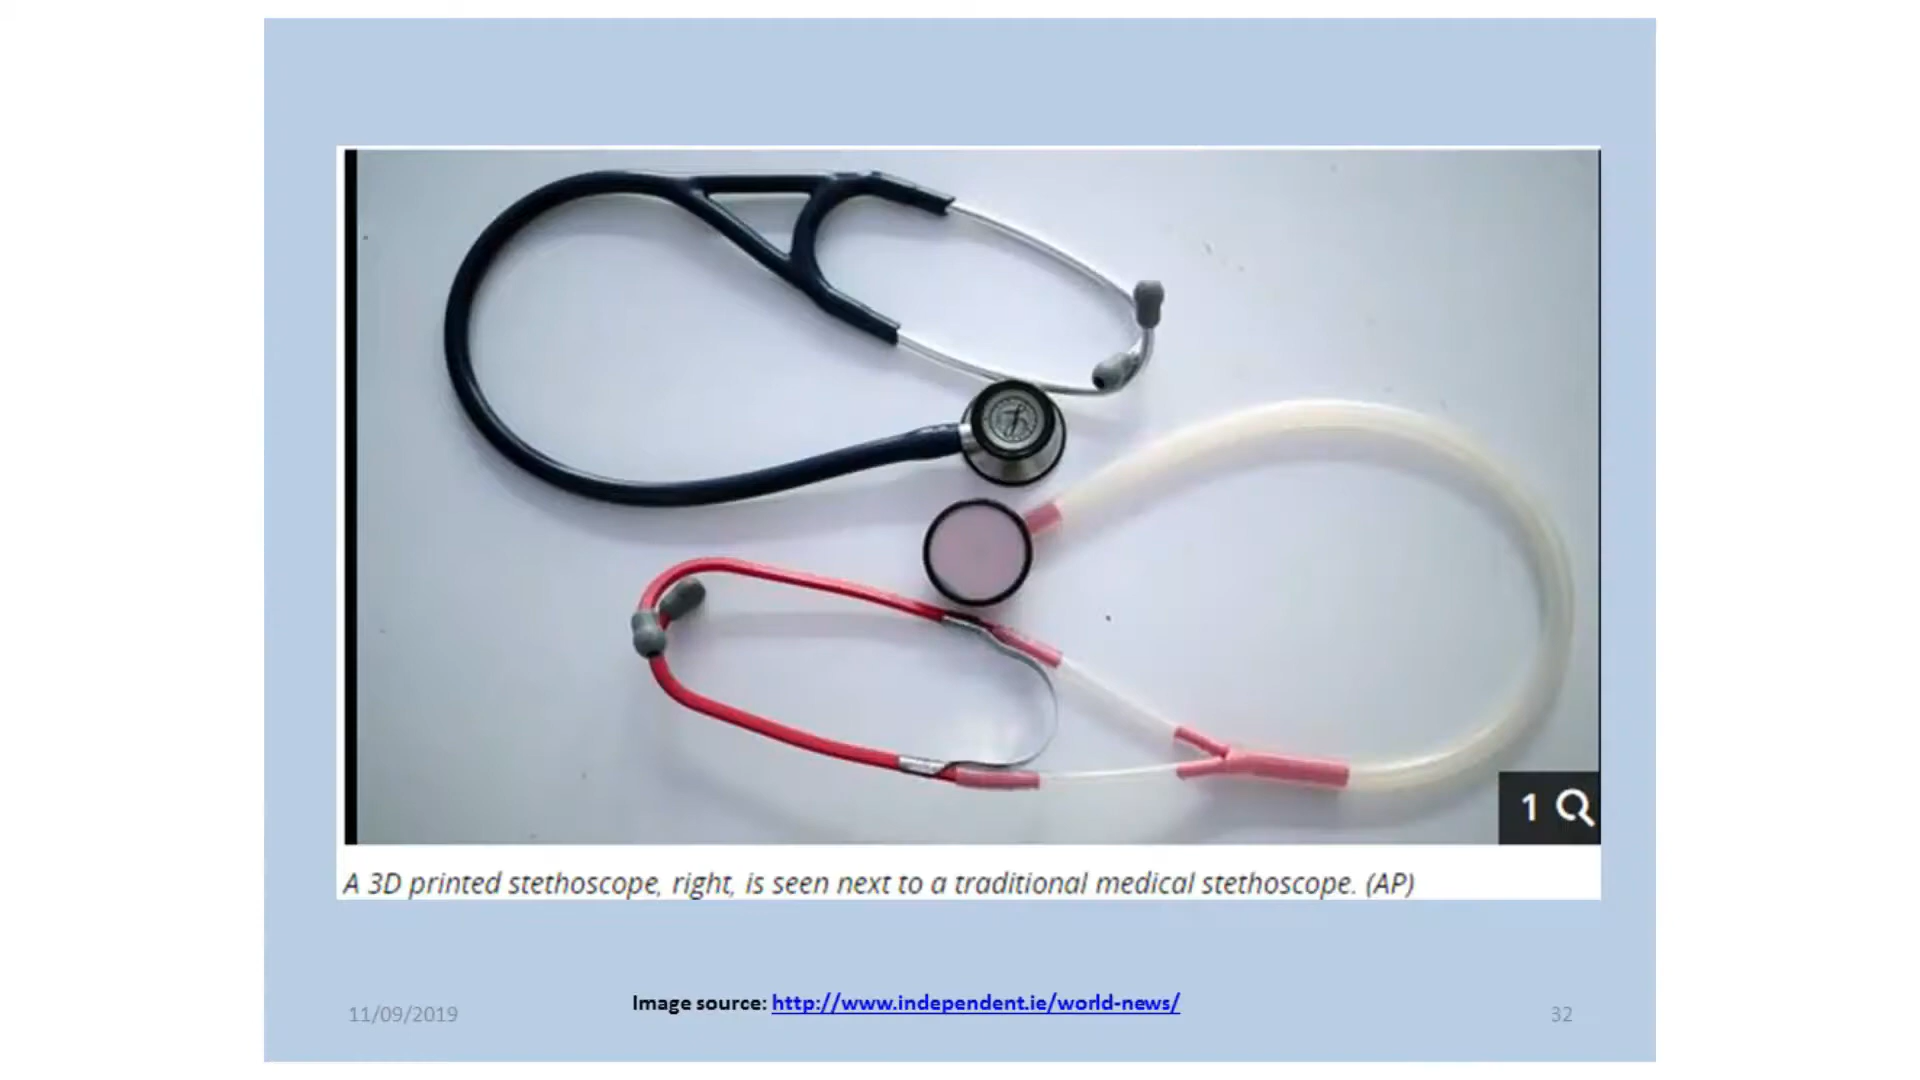 1
A 3D printed stethoscope, right, is seen next to a traditional medical stethoscope. (AP)
Image source: http://www.independent.ie/world-news/
11/09/2019
32